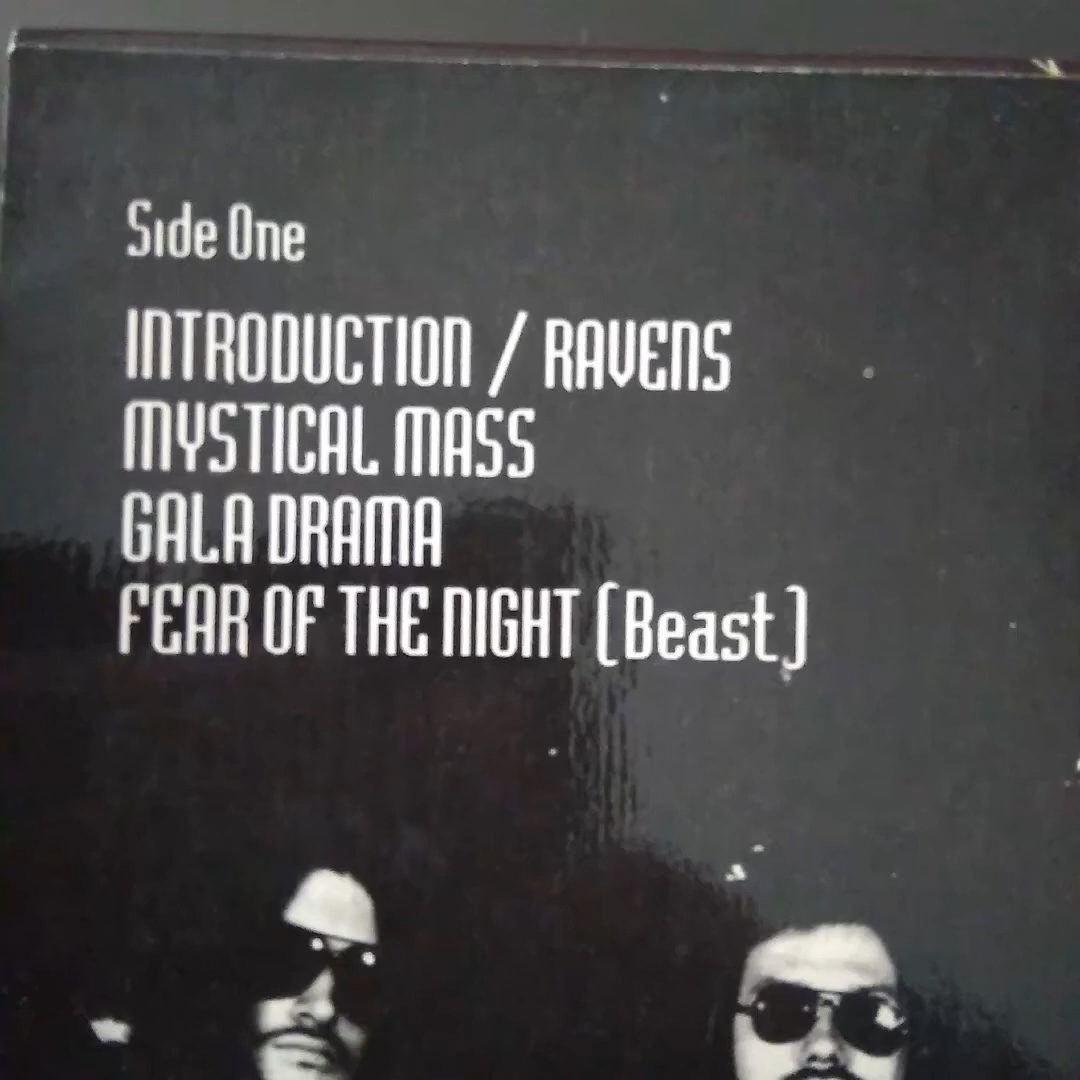 Side One
INTRODUCTION / RAVENS
MYSTICAL MASS
GALA DRAMA
FEAR OF THE NIGHT (Beast)